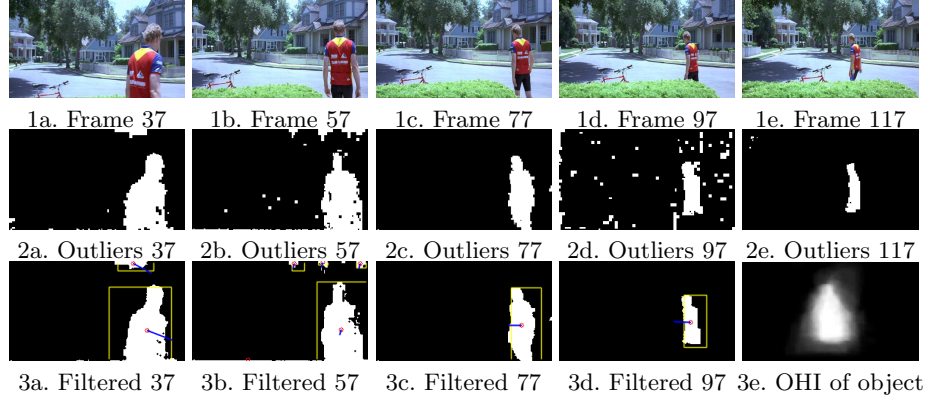 1a. Frame 37 1b. Frame 57 1c. Frame 77 1d. Frame 97 1e. Frame 117
2a. Outliers 37 2b. Outliers 57 2c. Outliers 77 2d. Outliers 97 2e. Outliers 117
3a. Filtered 37 3b. Filtered 57 3c. Filtered 77 3d. Filtered 97 3e. OHI of object